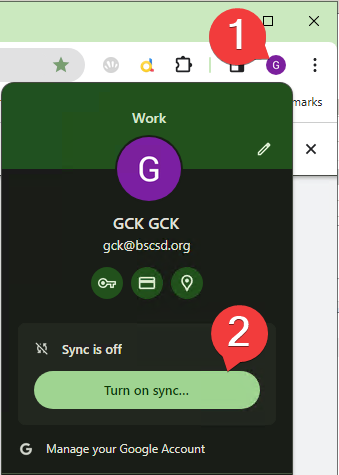 1
G
marks
Work
G
GCK GCK
gck@bscsd.org
2
Sync is off
Turn on sync...
G Manage your Google Account